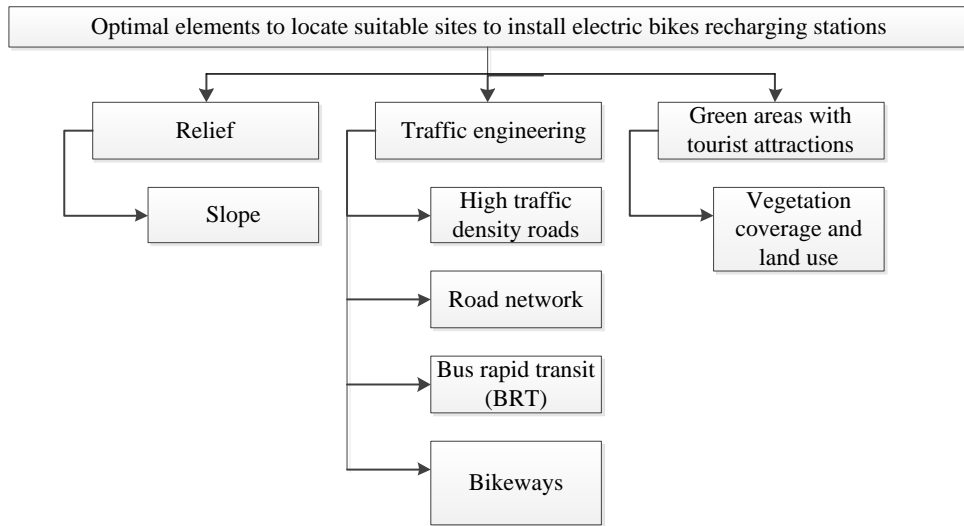 Optimal elements to locate suitable sites to install electric bikes recharging stations
Relief
Slope
Traffic engineering
High traffic
density roads
Road network
Bus rapid transit
(BRT)
Bikeways
Green areas with
tourist attractions
Vegetation
coverage and
land use